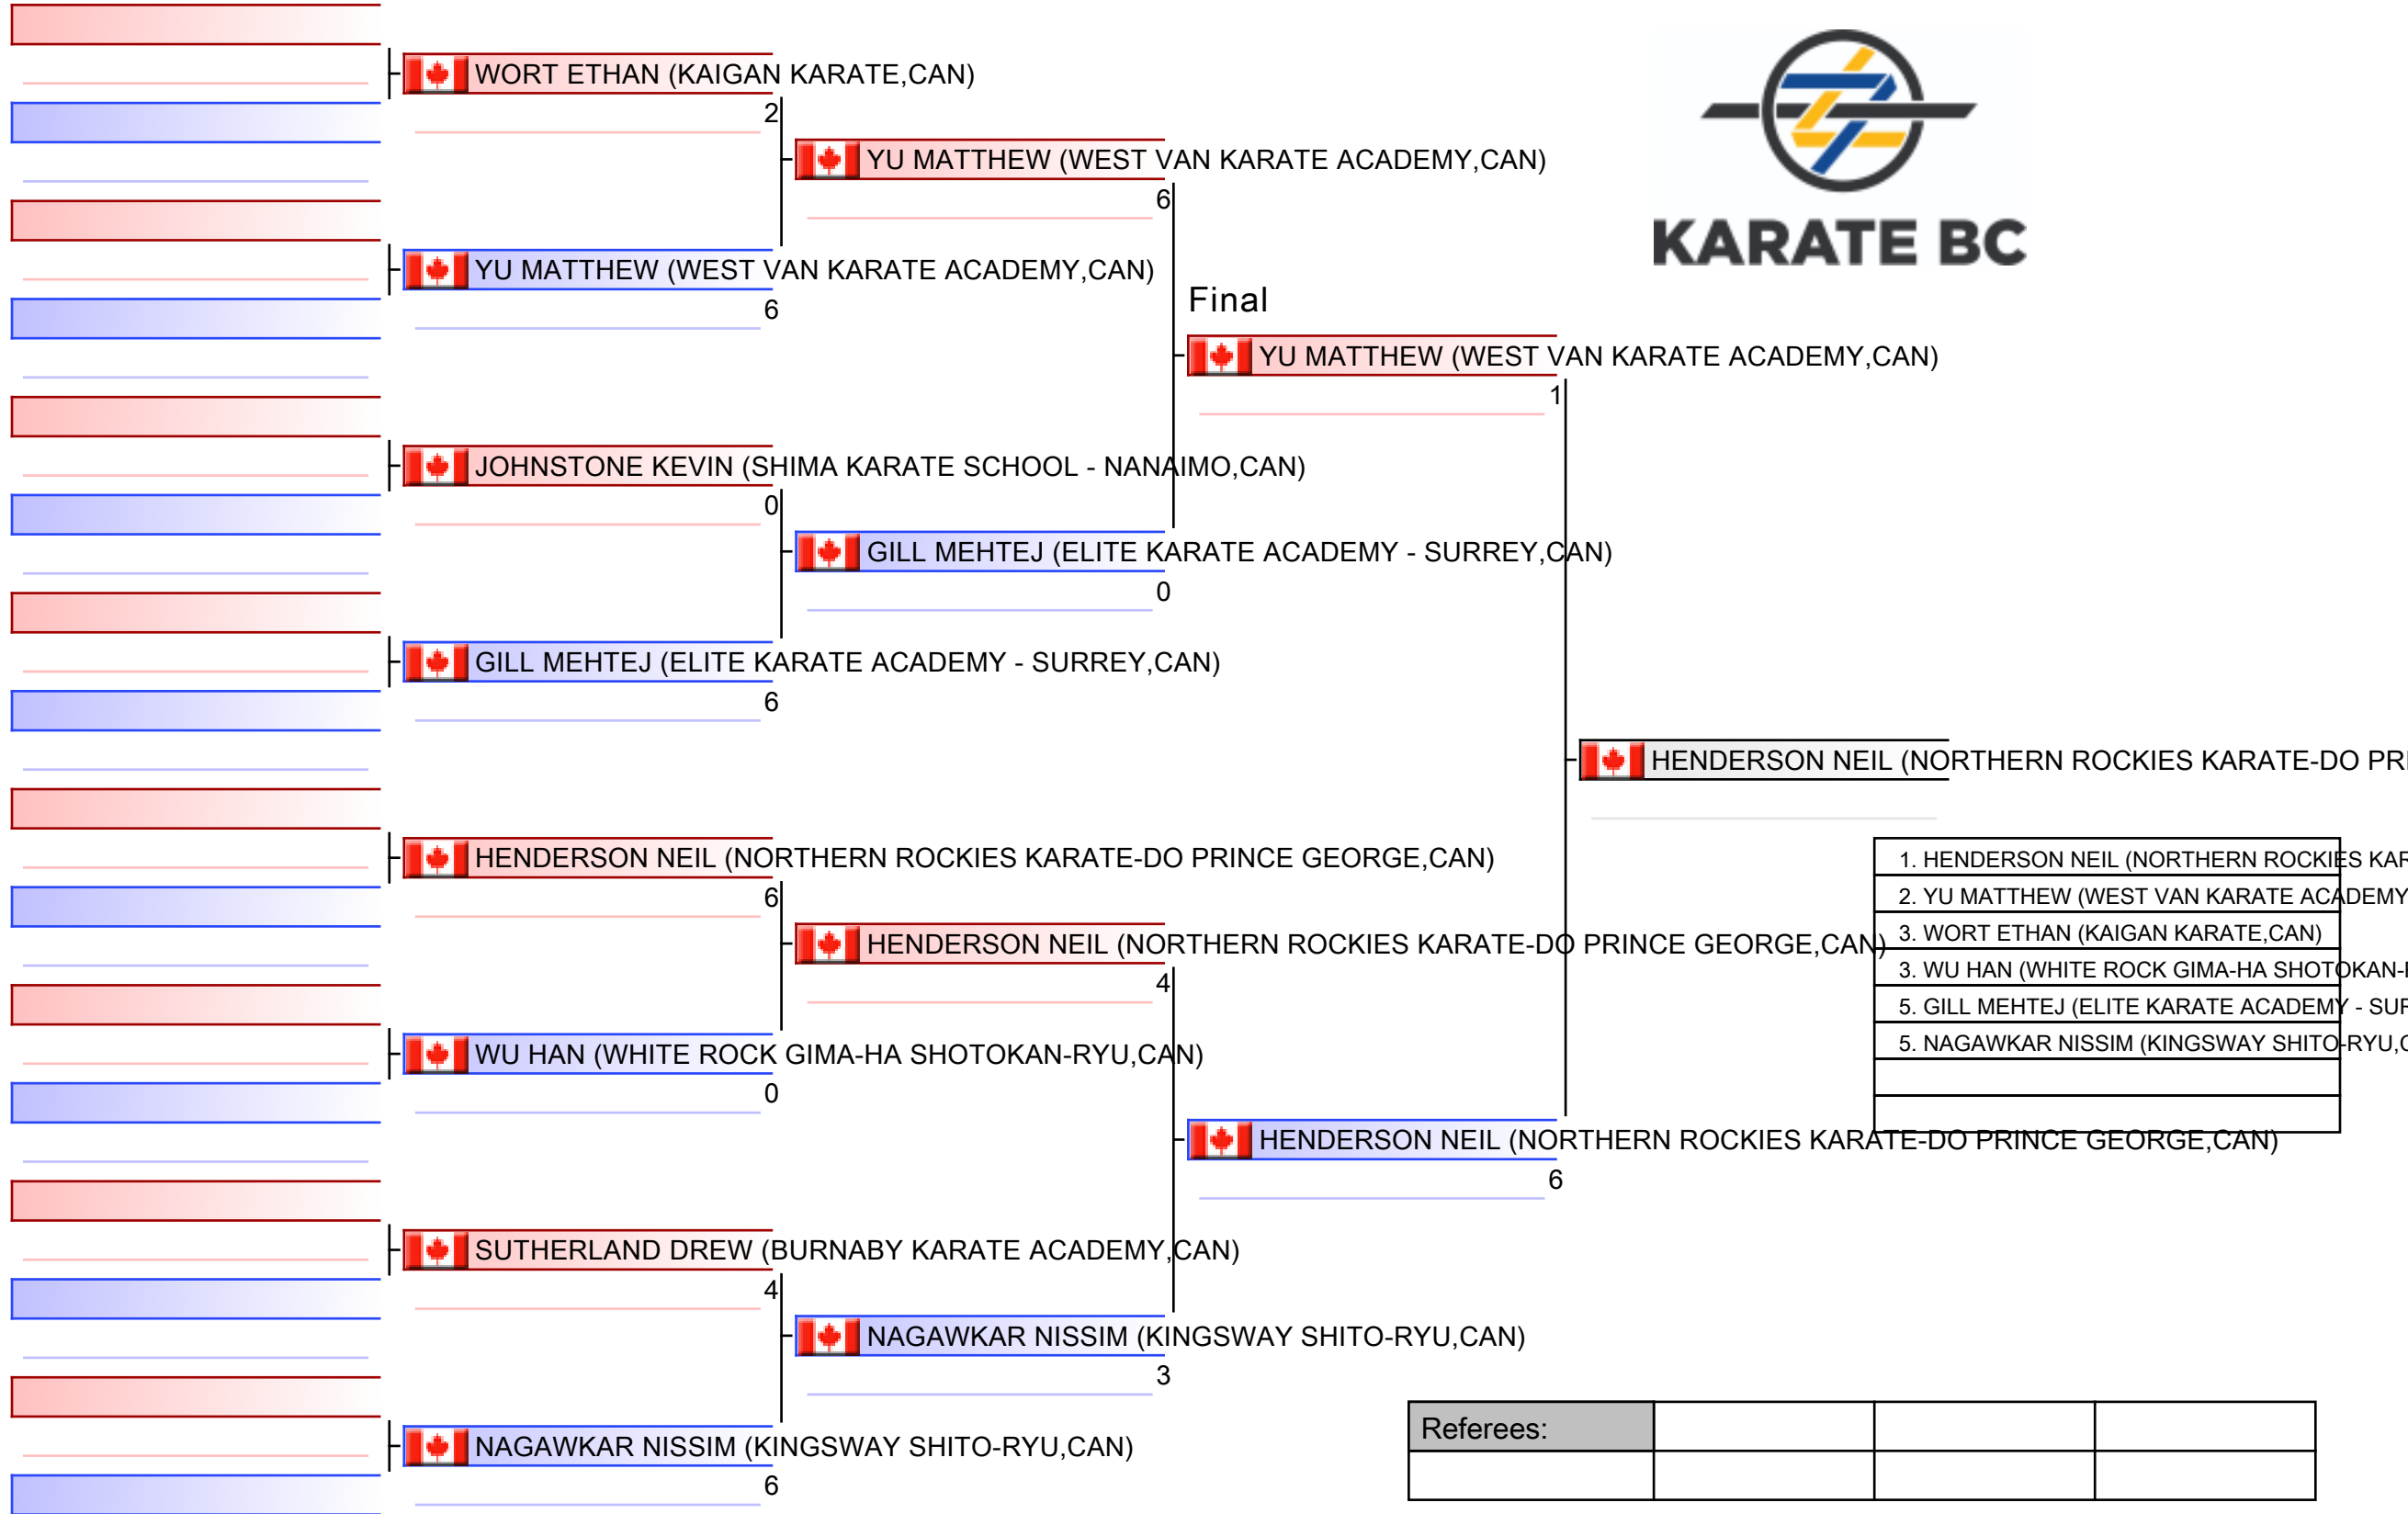 WORT ETHAN (KAIGAN KARATE,CAN)
2
YU MATTHEW (WEST VAN KARATE ACADEMY,CAN)
6
KARATE BC
YU MATTHEW (WEST VAN KARATE ACADEMY,CAN)
6
Final
YU MATTHEW (WEST VAN KARATE ACADEMY,CAN)
1
JOHNSTONE KEVIN (SHIMA KARATE SCHOOL - NANAIMO,CAN)
0
GILL MEHTEJ (ELITE KARATE ACADEMY - SURREY,CAN)
0
GILL MEHTEJ (ELITE KARATE ACADEMY - SURREY,CAN)
6
HENDERSON NEIL (NORTHERN ROCKIES KARATE-DO PRI
HENDERSON NEIL (NORTHERN ROCKIES KARATE-DO PRINCE GEORGE,CAN)
6
HENDERSON NEIL (NORTHERN ROCKIES KARATE-DO PRINCE GEORGE,CAN)
4
1. HENDERSON NEIL (NORTHERN ROCKIES KAR
2. YU MATTHEW (WEST VAN KARATE ACADEMY
3. WORT ETHAN (KAIGAN KARATE,CAN)
3. WU HAN (WHITE ROCK GIMA-HA SHOTOKAN-
5. GILL MEHTEJ (ELITE KARATE ACADEMY - SUR
5. NAGAWKAR NISSIM (KINGSWAY SHITO-RYU,C
WU HAN (WHITE ROCK GIMA-HA SHOTOKAN-RYU,CAN)
0
HENDERSON NEIL (NORTHERN ROCKIES KARATE-DO PRINCE GEORGE,CAN)
6
SUTHERLAND DREW (BURNABY KARATE ACADEMY,CAN)
4
NAGAWKAR NISSIM (KINGSWAY SHITO-RYU,CAN)
3
NAGAWKAR NISSIM (KINGSWAY SHITO-RYU,CAN)
6
Referees: